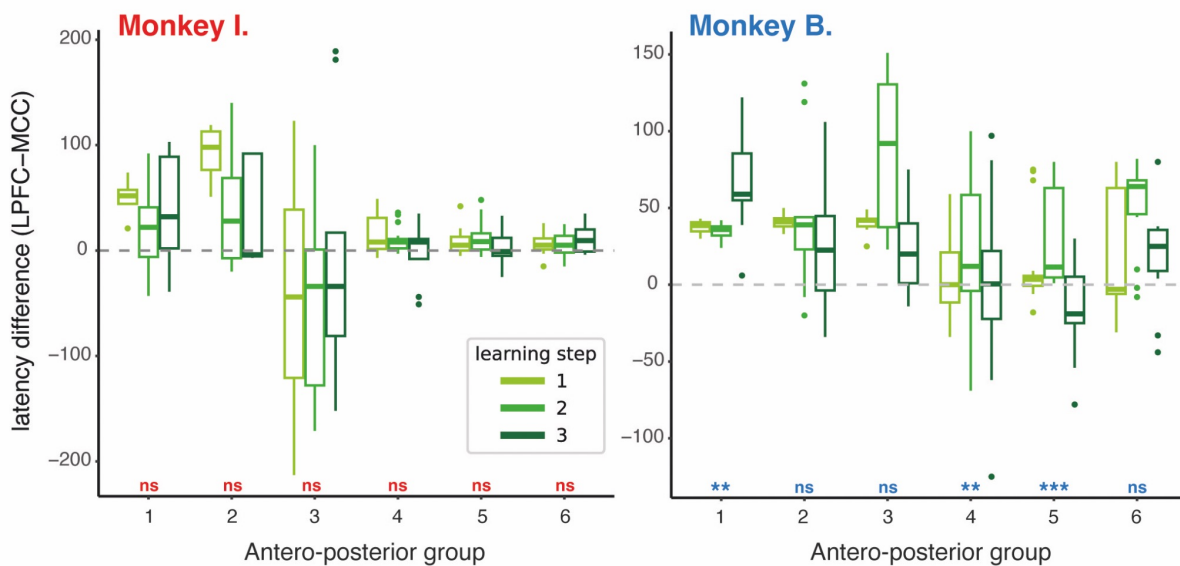 Monkey I.
Monkey B.
latency difference (LPFC−MCC)
200
100
0
−100
−200
learning step
1
2
3
ns ns ns ns ns ns
1 2 3 4 5 6
Antero-posterior group
150
100
50
0
−50
−100
** ns ns ** *** ns
1 2 3 4 5 6
Antero-posterior group